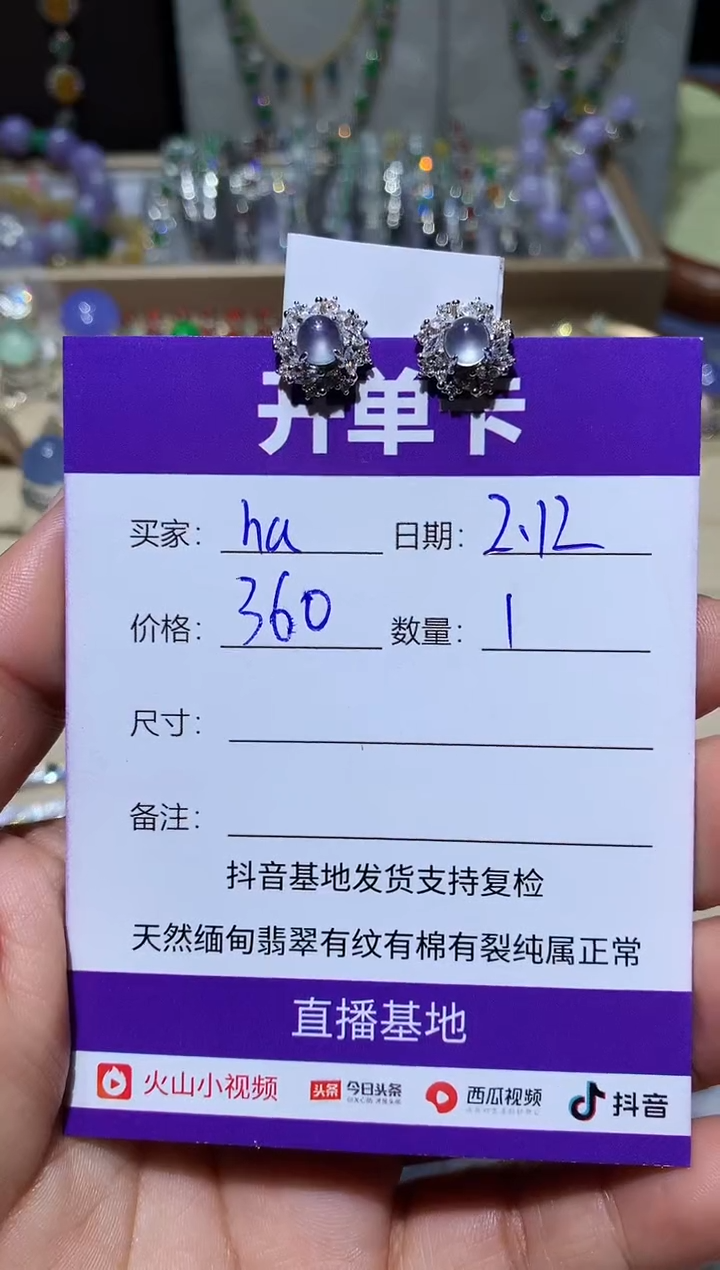 开单卡
买家： ha 日期： 2.12
价格： 360 数量： 1
尺寸：
备注：
抖音基地发货支持复检
天然缅甸翡翠有纹有棉有裂纯属正常
直播基地
火山小视频 头条 今日头条 西瓜视频 抖音